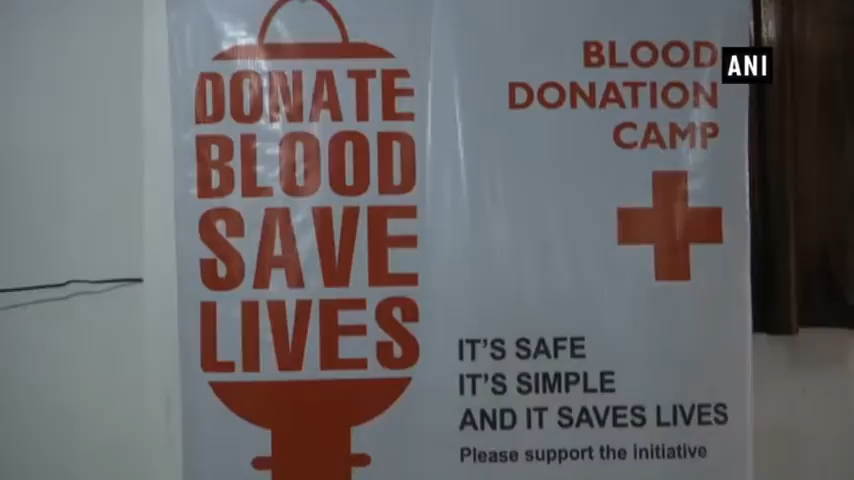 DONATE
BLOOD
SAVE
LIVES
BLOOD
DONATION
CAMP
ANI
IT'S SAFE
IT'S SIMPLE
AND IT SAVES LIVES
Please support the initiative